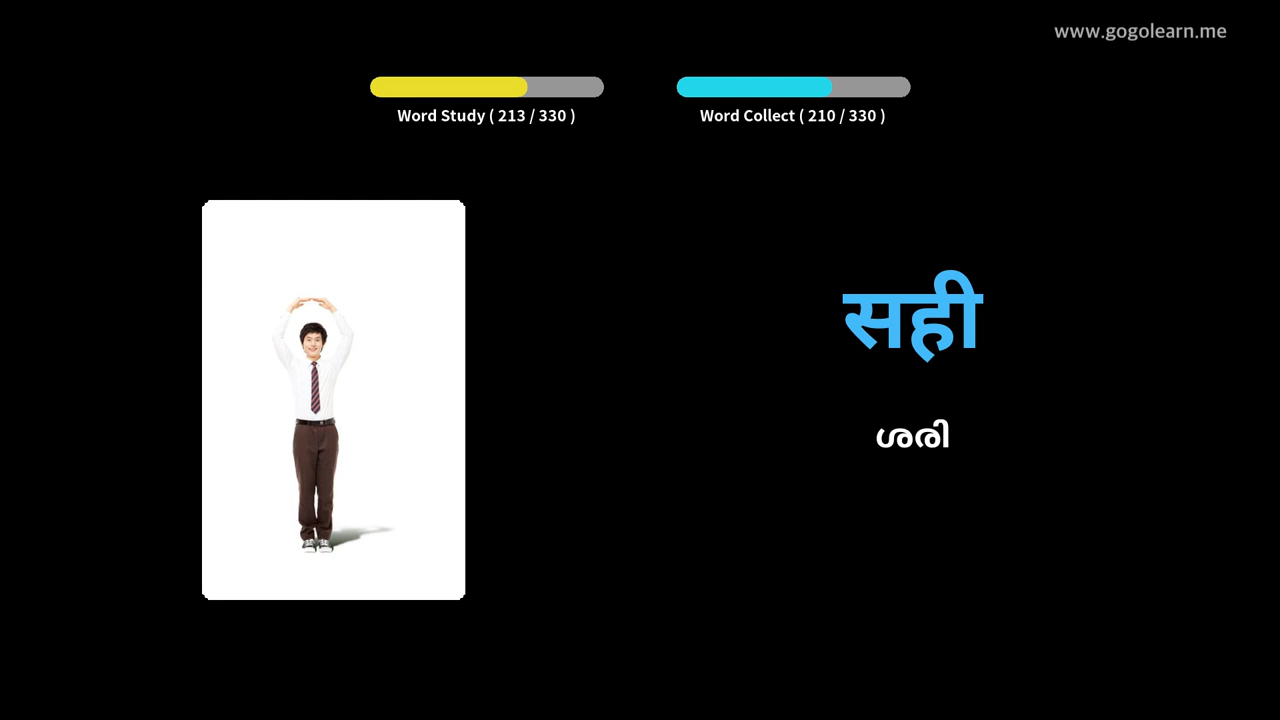 www.gogolearn.me
Word Study ( 213 / 330 )
Word Collect ( 210 / 330 )
सही
ശരി